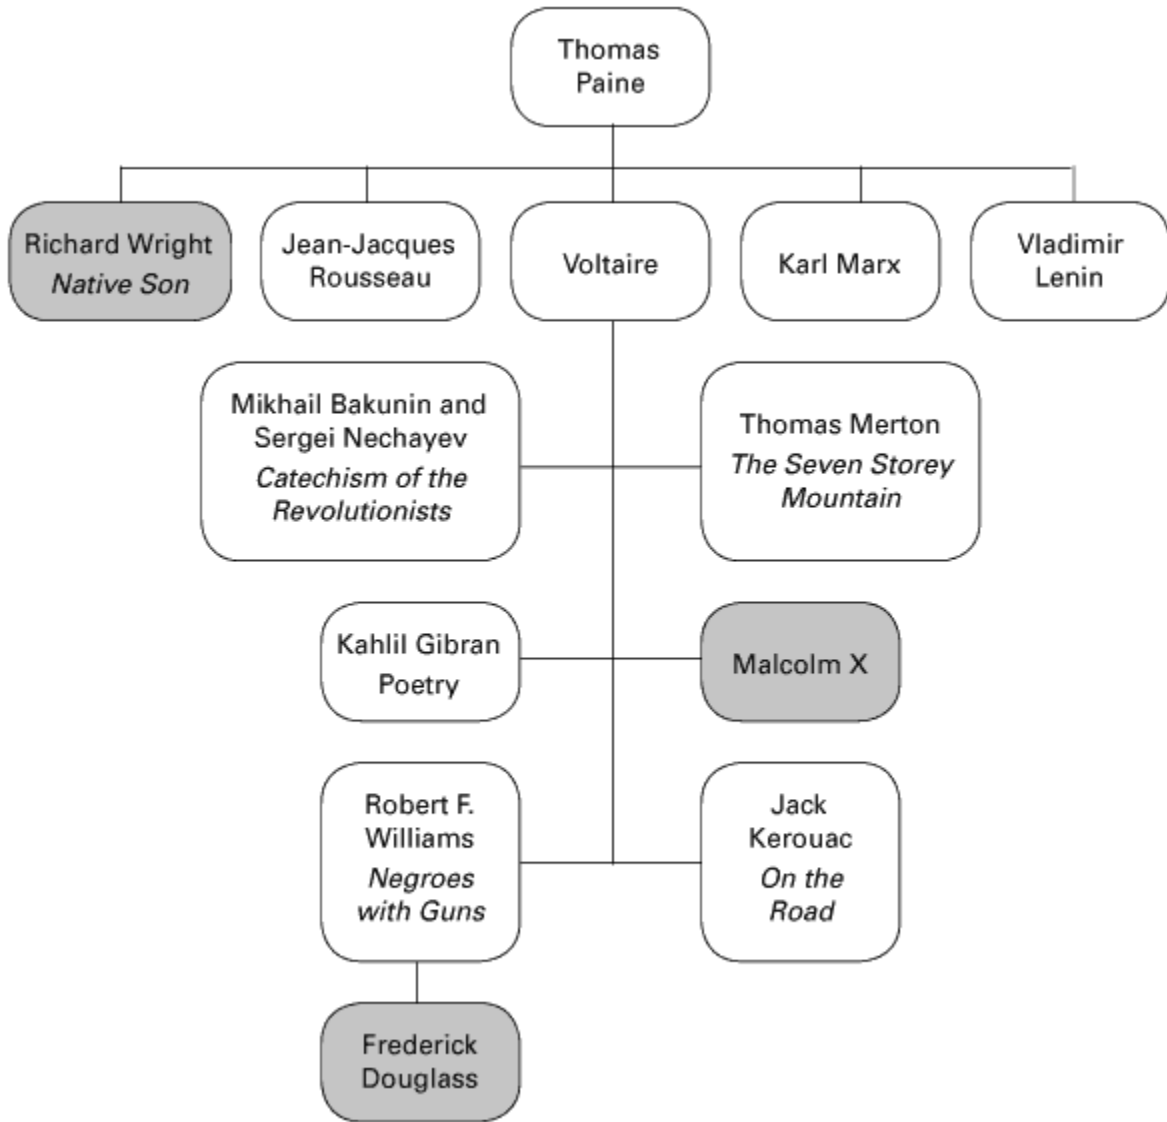 Thomas
Paine
Richard Wright
Native Son
Jean-Jacques
Rousseau
Voltaire
Karl Marx
Vladimir
Lenin
Mikhail Bakunin and
Sergei Nechayev
Catechism of the
Revolutionists
Thomas Merton
The Seven Storey
Mountain
Kahlil Gibran
Poetry
Malcolm X
Robert F.
Williams
Negroes
with Guns
Jack
Kerouac
On the
Road
Frederick
Douglass